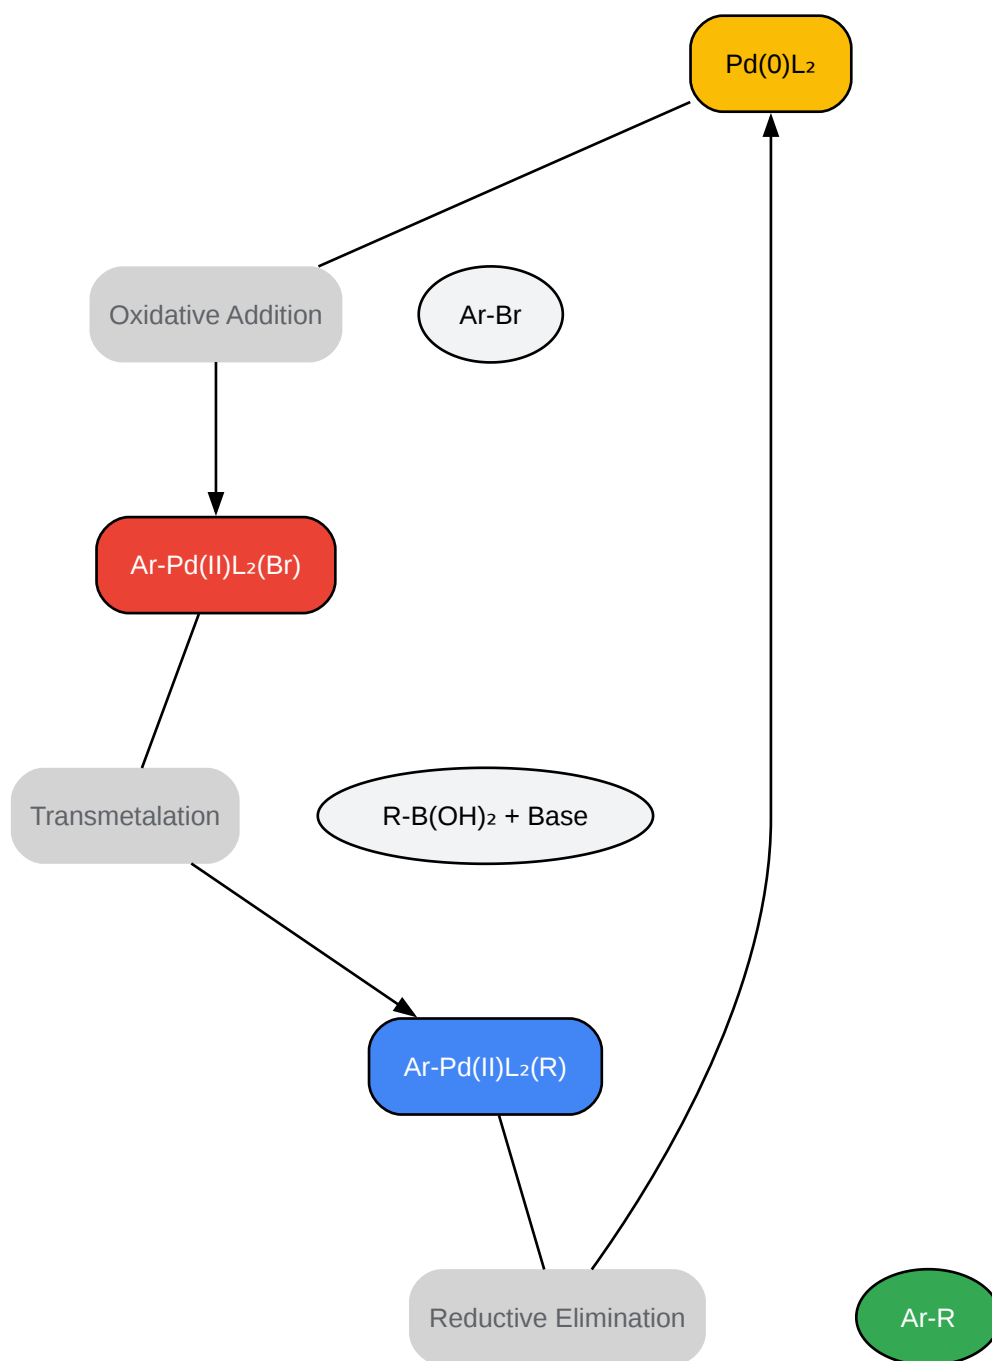 Pd(0)L₂
Oxidative Addition
Ar-Br
Ar-Pd(II)L₂(Br)
Transmetalation
R-B(OH)₂ + Base
Ar-Pd(II)L₂(R)
Reductive Elimination
Ar-R